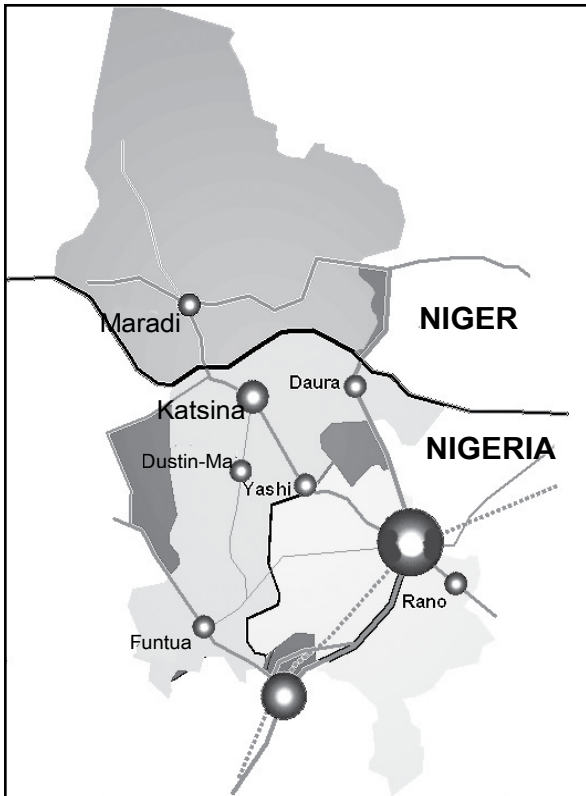 NIGER
Maradi
Daura
Katsina
NIGERIA
Dustin-Ma
Yashi
Rano
Funtua